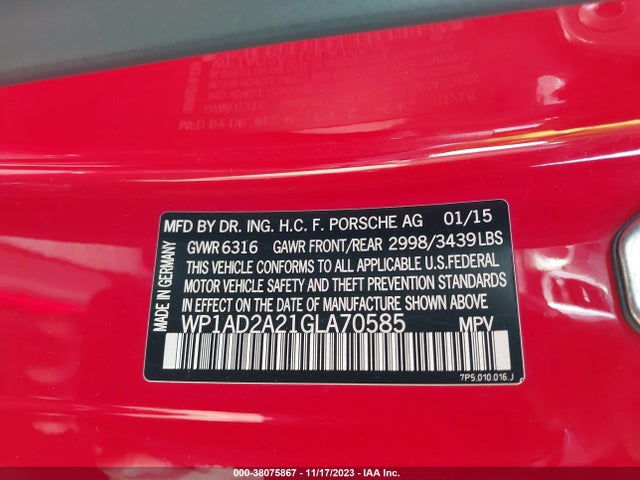 MFD BY DR. ING. H.C. F. PORSCHE AG 01/15
GVWR 6316 GAWR FRONT/REAR 2998/3439LBS
THIS VEHICLE CONFORMS TO ALL APPLICABLE U.S.FEDERAL
MOTOR VEHICLE SAFETY AND THEFT PREVENTION STANDARDS
IN EFFECT ON THE DATE OF MANUFACTURE SHOWN ABOVE
WP1AD2A21GLA70585 MPV
7P5.010.016.J
MADE IN GERMANY
000-38075867 - 11/17/2023 - IAA Inc.